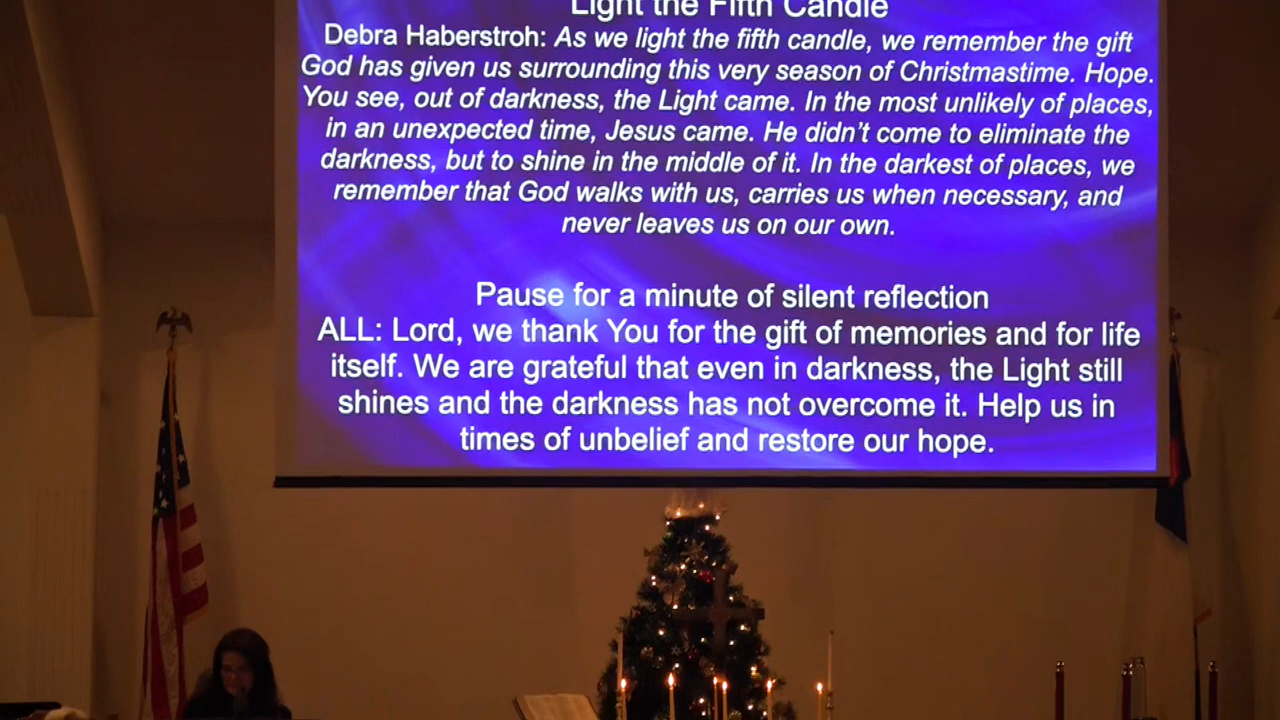 Light the Fifth Candle
Debra Haberstroh: As we light the fifth candle, we remember the gift
God has given us surrounding this very season of Christmastime. Hope.
You see, out of darkness, the Light came. In the most unlikely of places,
in an unexpected time, Jesus came. He didn’t come to eliminate the
darkness, but to shine in the middle of it. In the darkest of places, we
remember that God walks with us, carries us when necessary, and
never leaves us on our own.
Pause for a minute of silent reflection
ALL: Lord, we thank You for the gift of memories and for life
itself. We are grateful that even in darkness, the Light still
shines and the darkness has not overcome it. Help us in
times of unbelief and restore our hope.